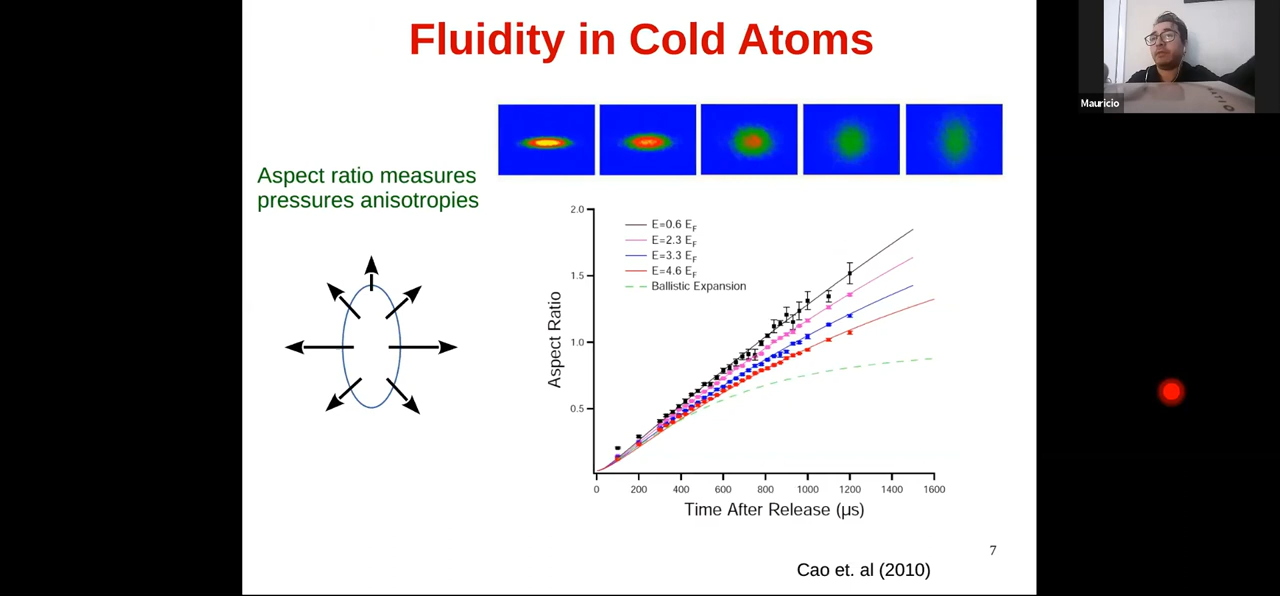 Fluidity in Cold Atoms
Mauricio
Aspect ratio measures
pressures anisotropies
2.0
1.5
1.0
0.5
Aspect Ratio
E=0.6 E_F
E=2.3 E_F
E=3.3 E_F
E=4.6 E_F
Ballistic Expansion
0 200 400 600 800 1000 1200 1400 1600
Time After Release (μs)
7
Cao et. al (2010)